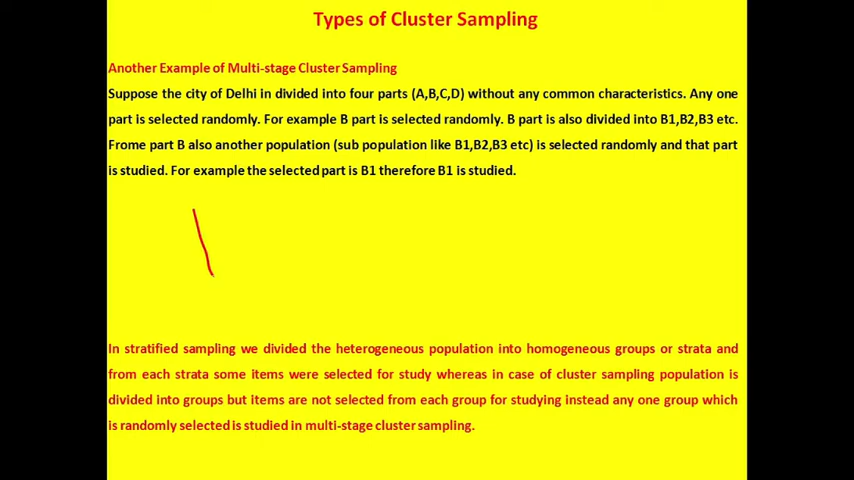 Types of Cluster Sampling
Another Example of Multi-stage Cluster Sampling
Suppose the city of Delhi in divided into four parts (A,B,C,D) without any common characteristics. Any one
part is selected randomly. For example B part is selected randomly. B part is also divided into B1,B2,B3 etc.
Frome part B also another population (sub population like B1,B2,B3 etc) is selected randomly and that part
is studied. For example the selected part is B1 therefore B1 is studied.
In stratified sampling we divided the heterogeneous population into homogeneous groups or strata and
from each strata some items were selected for study whereas in case of cluster sampling population is
divided into groups but items are not selected from each group for studying instead any one group which
is randomly selected is studied in multi-stage cluster sampling.